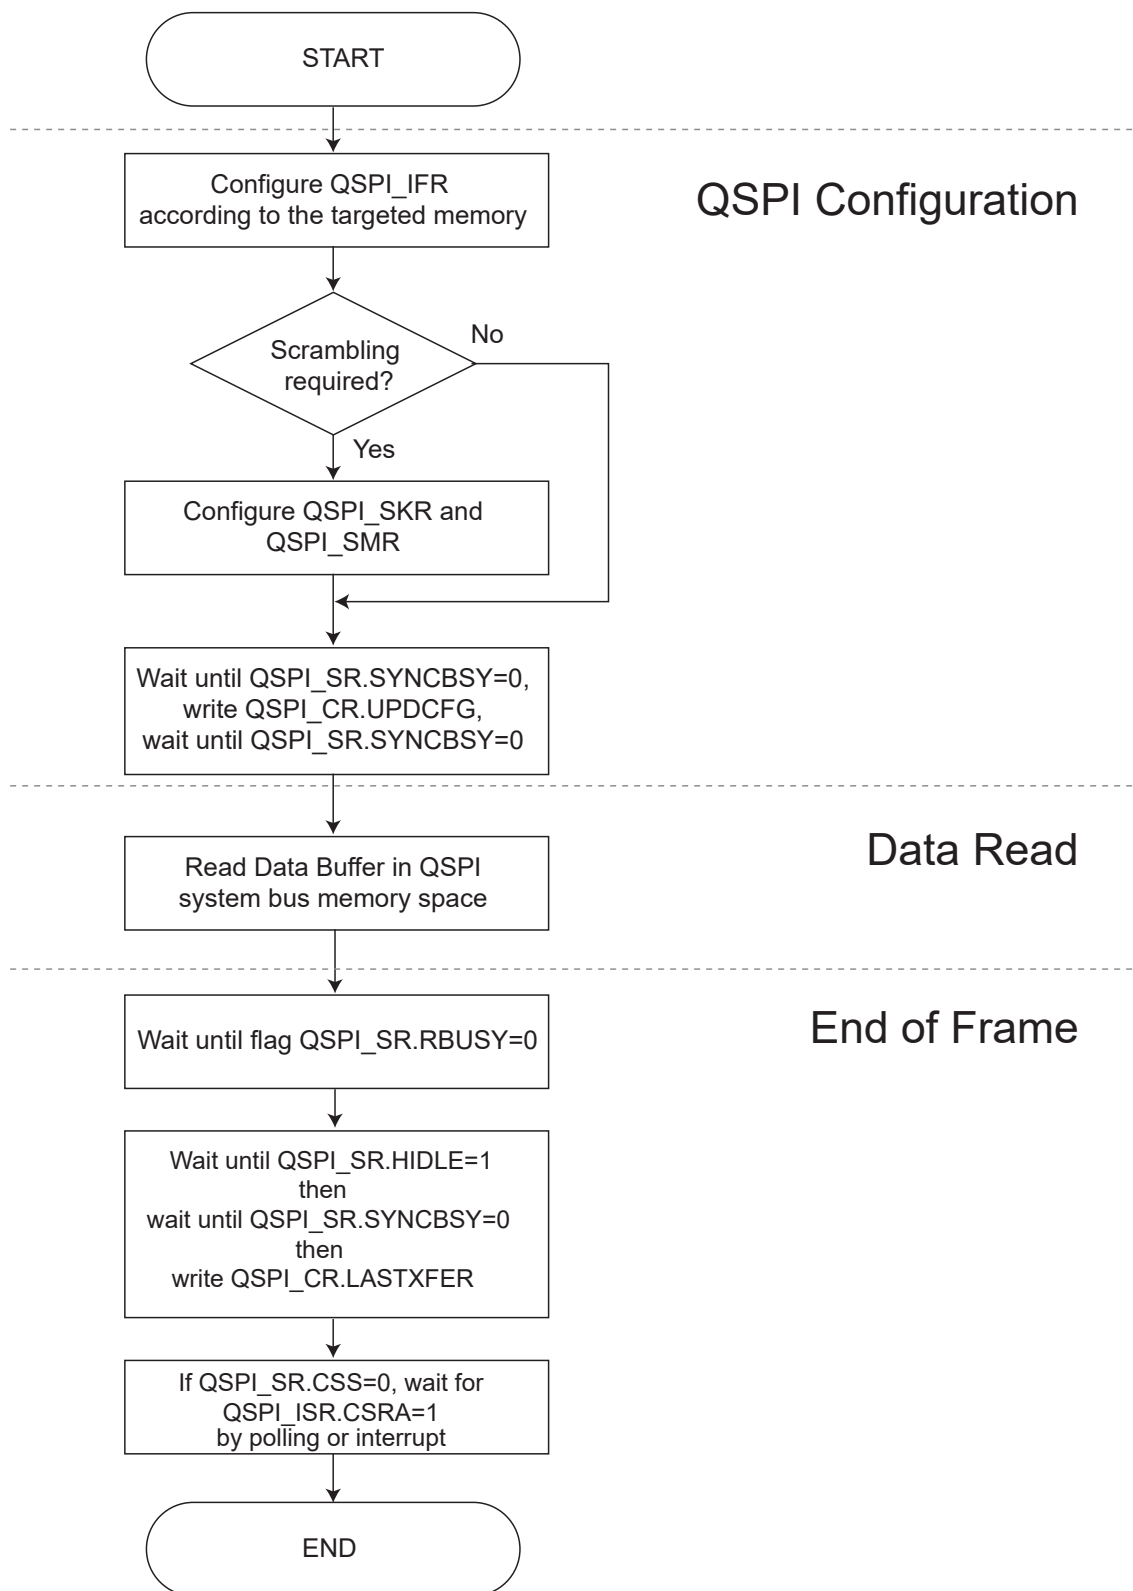 START
Configure QSPI_IFR
according to the targeted memory
QSPI Configuration
Scrambling
required?
No
Yes
Configure QSPI_SKR and
QSPI_SMR
Wait until QSPI_SR.SYNCBSY=0,
write QSPI_CR.UPDCFG,
wait until QSPI_SR.SYNCBSY=0
Data Read
Read Data Buffer in QSPI
system bus memory space
End of Frame
Wait until flag QSPI_SR.RBUSY=0
Wait until QSPI_SR.HIDLE=1
then
wait until QSPI_SR.SYNCBSY=0
then
write QSPI_CR.LASTXFER
If QSPI_SR.CSS=0, wait for
QSPI_ISR.CSRA=1
by polling or interrupt
END